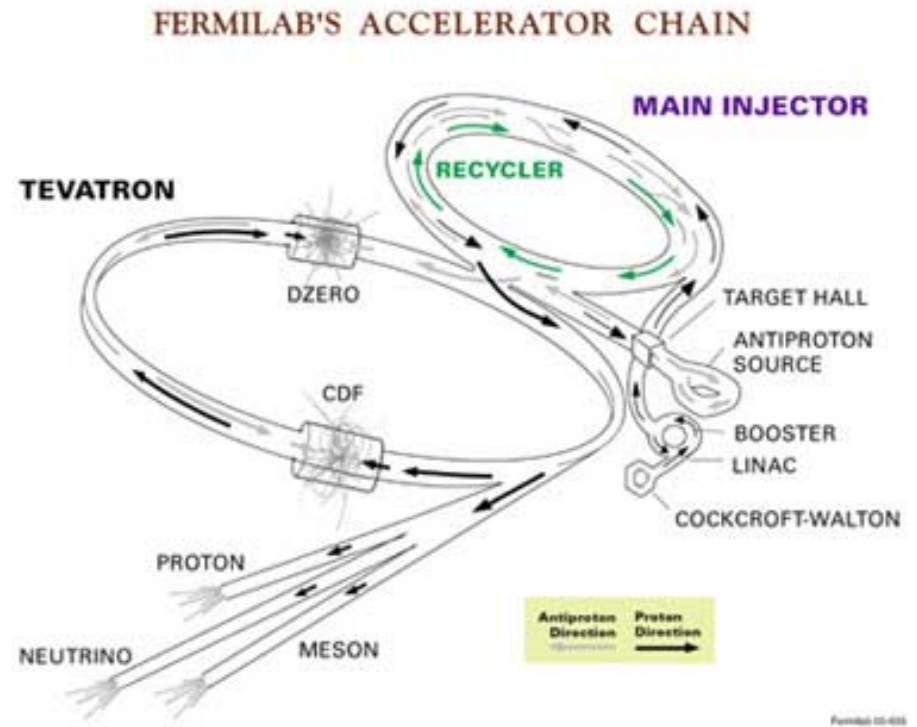 FERMILAB'S ACCELERATOR CHAIN
MAIN INJECTOR
RECYCLER
TEVATRON
DZERO
TARGET HALL
ANTIPROTON
SOURCE
CDF
BOOSTER
LINAC
COCKCROFT-WALTON
PROTON
NEUTRINO
MESON
Antiproton Direction
Proton Direction
Fermilab